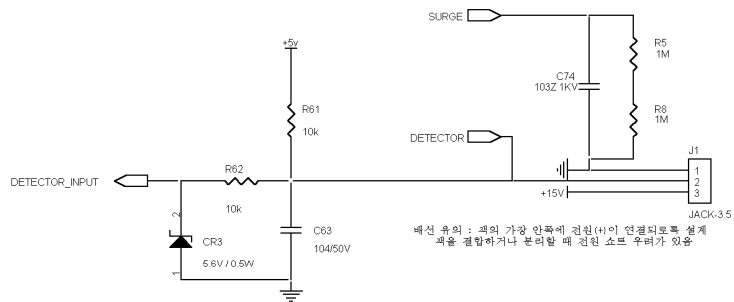 SURGE
+5v
R5
1M
C74
103Z 1KV
R61
10k
R8
1M
DETECTOR
J1
R62
1
DETECTOR_INPUT
2
+15V
3
10k
JACK-3.5
2
C63
배선 유의 : 잭의 가장 안쪽에 전원(+)이 연결되로록 설계
CR3
104/50V
잭을 결합하거나 분리할 때 전원 쇼트 우려가 있음
5.6V / 0.5W
1